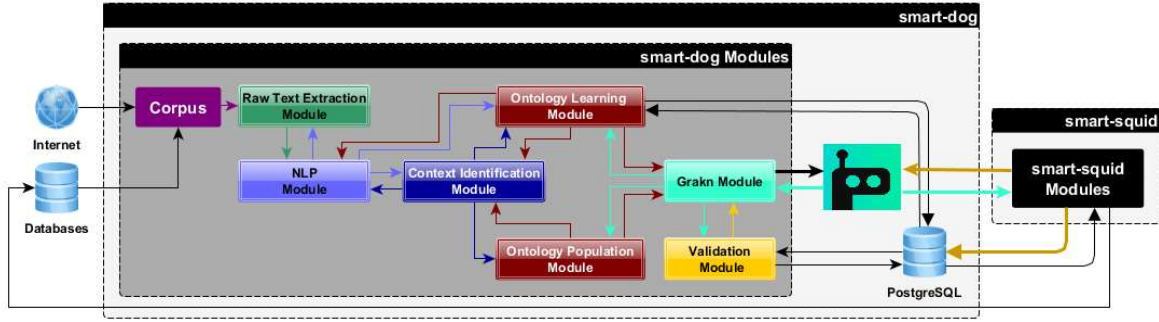 smart-dog
smart-dog Modules
Internet
Databases
Corpus
Raw Text Extraction
Module
NLP
Module
Context Identification
Module
Ontology Learning
Module
Ontology Population
Module
Grakn Module
Validation
Module
PostgreSQL
smart-squid
smart-squid
Modules